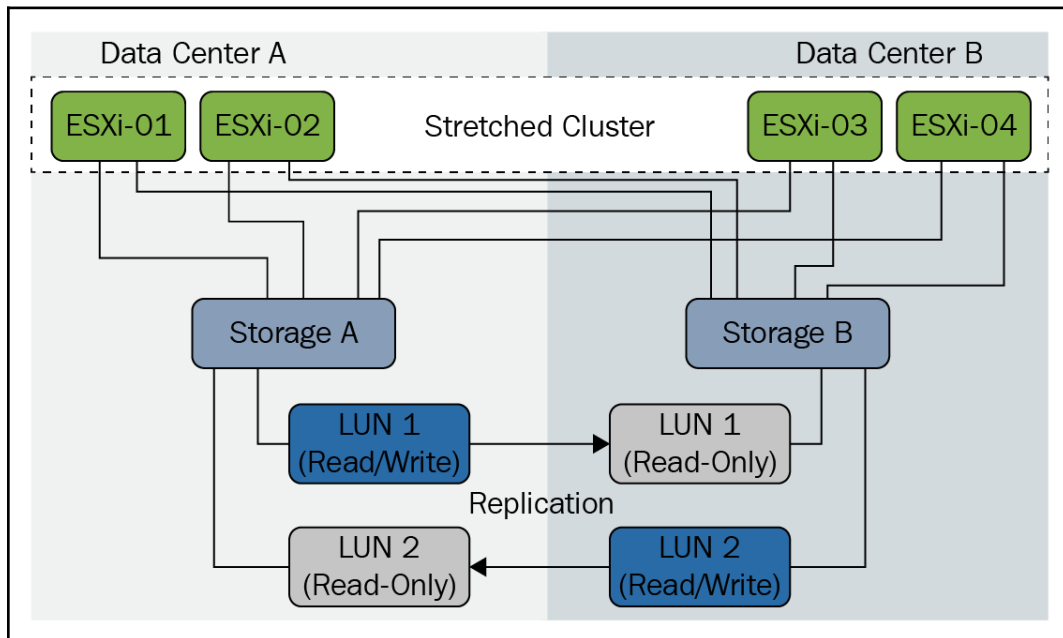 Data Center A
Data Center B
ESXi-01
ESXi-02
Stretched Cluster
ESXi-03
ESXi-04
Storage A
Storage B
LUN 1
(Read/Write)
LUN 1
(Read-Only)
Replication
LUN 2
(Read-Only)
LUN 2
(Read/Write)